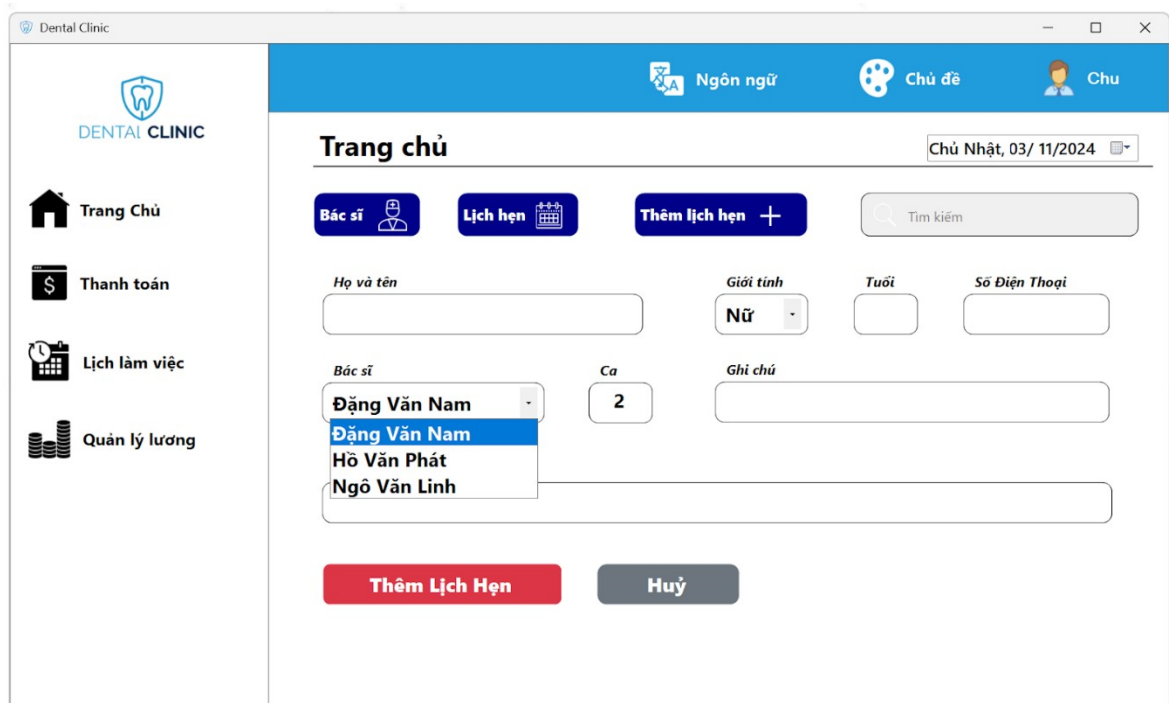 Dental Clinic
DENTAL CLINIC
Ngôn ngữ
Chủ đề
Chu
Trang chủ
Chủ Nhật, 03/ 11/2024
Trang Chủ
Thanh toán
Lịch làm việc
Quản lý lương
Bác sĩ
Lịch hẹn
Thêm lịch hẹn
Tìm kiếm
Họ và tên
Giới tính
Tuổi
Số Điện Thoại
Nữ
Bác sĩ
Ca
Ghi chú
Đặng Văn Nam
2
Đặng Văn Nam
Hồ Văn Phát
Ngô Văn Linh
Thêm Lịch Hẹn
Huỷ